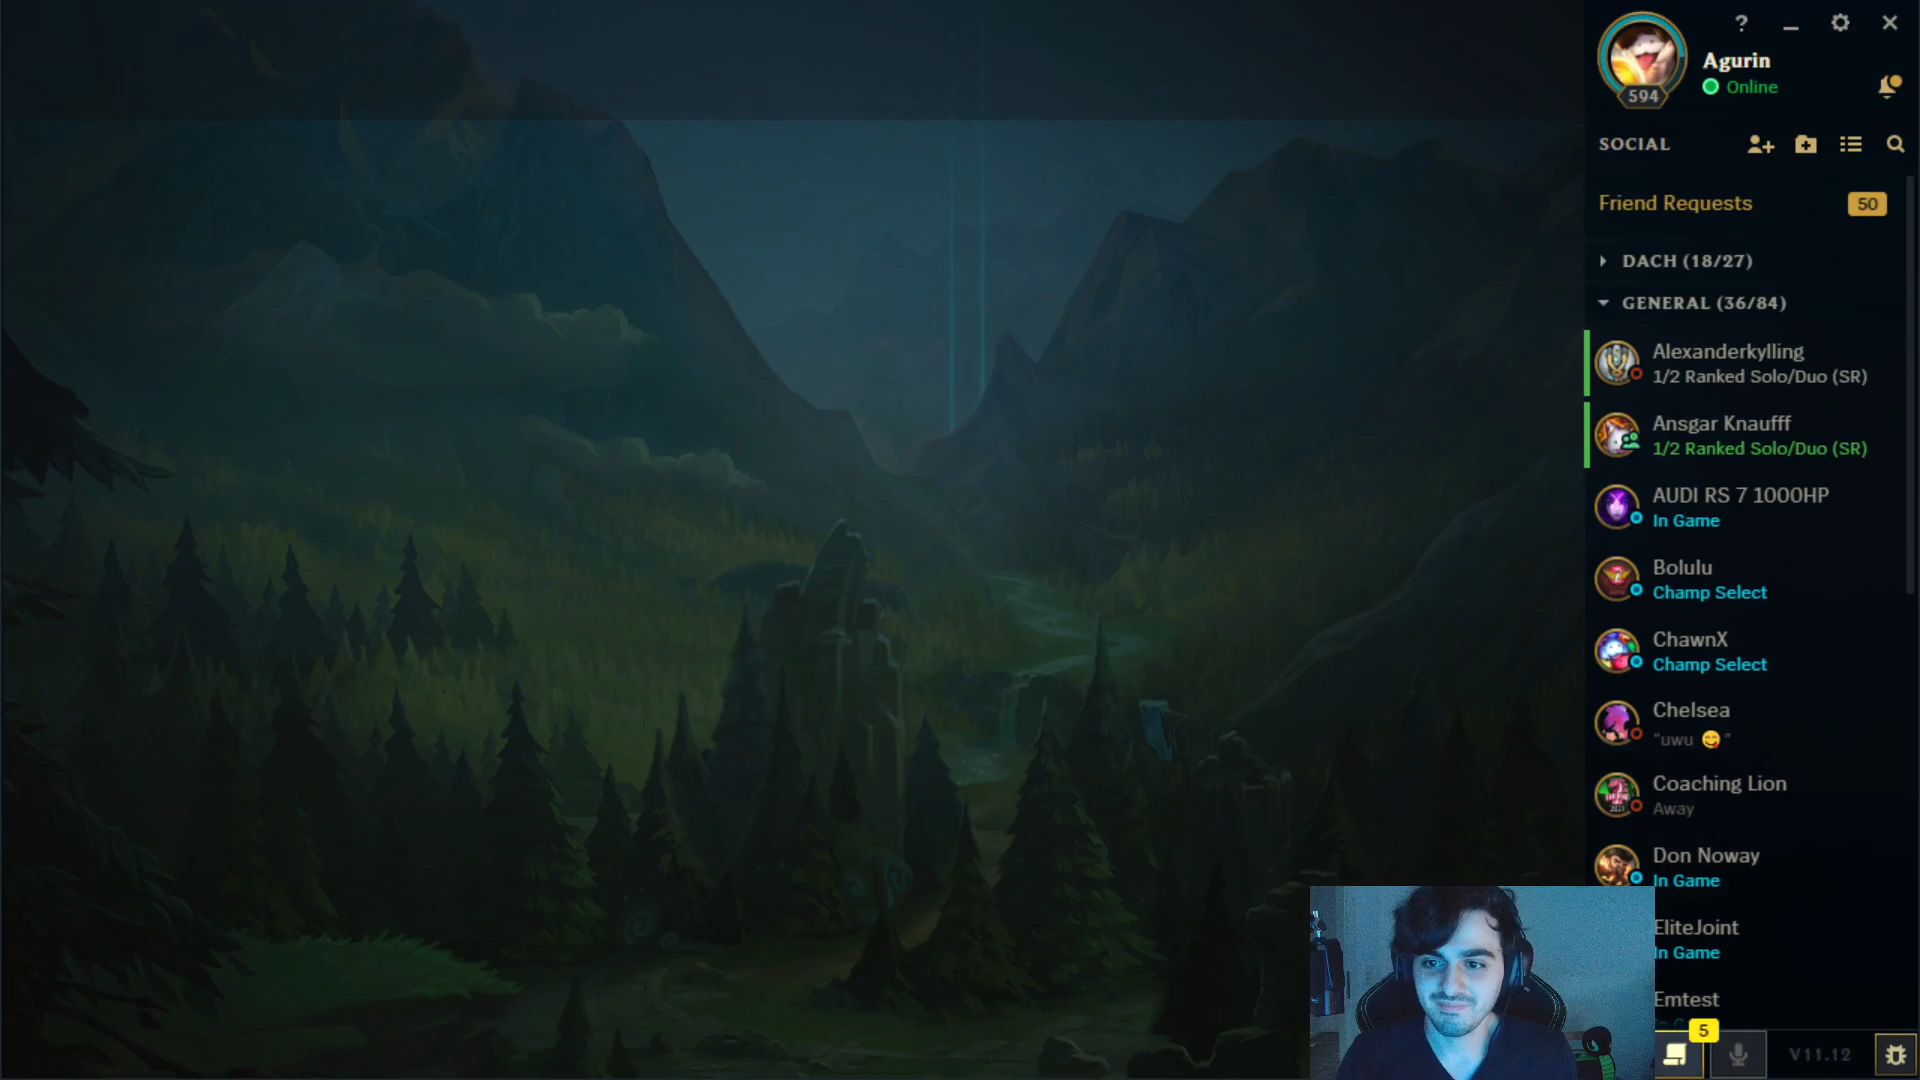 ?
Agurin
594
Online
SOCIAL
Friend Requests
50
DACH (18/27)
GENERAL (36/84)
Alexanderkylling
1/2 Ranked Solo/Duo (SR)
Ansgar Knaufff
1/2 Ranked Solo/Duo (SR)
AUDI RS 7 1000HP
In Game
Bolulu
Champ Select
ChawnX
Champ Select
Chelsea
“uwu 😋”
Coaching Lion
Away
Don Noway
In Game
EliteJoint
In Game
Emtest
5
V11.12